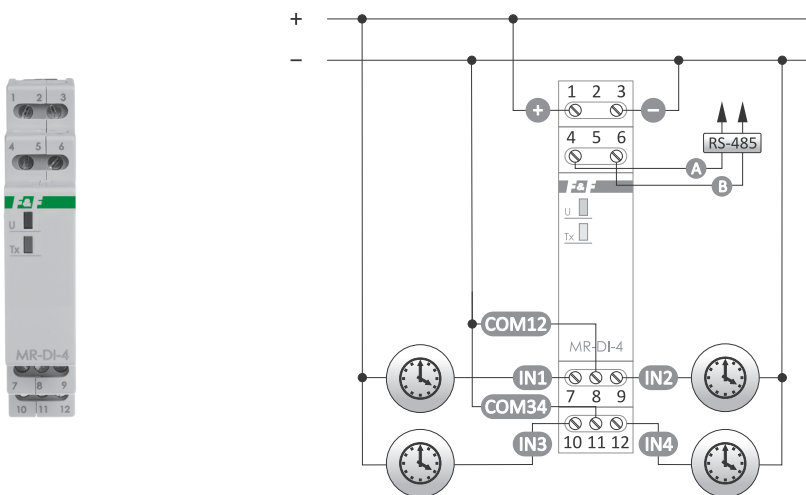 1 2 3
4 5 6
F&F
U
Tx
MR-DI-4
7 8 9
10 11 12
+
−
1 2 3
+ −
4 5 6
RS-485
A
B
F&F
U
Tx
COM12
MR-DI-4
IN1 IN2
7 8 9
COM34
IN3 10 11 12 IN4